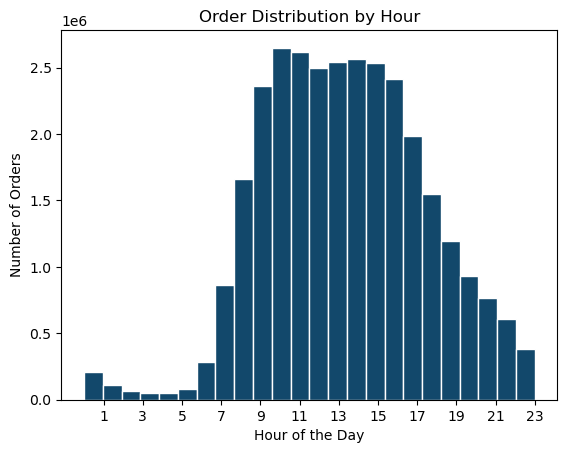 Order Distribution by Hour
1e6
2.5
2.0
1.5
1.0
0.5
0.0
Number of Orders
1 3 5 7 9 11 13 15 17 19 21 23
Hour of the Day